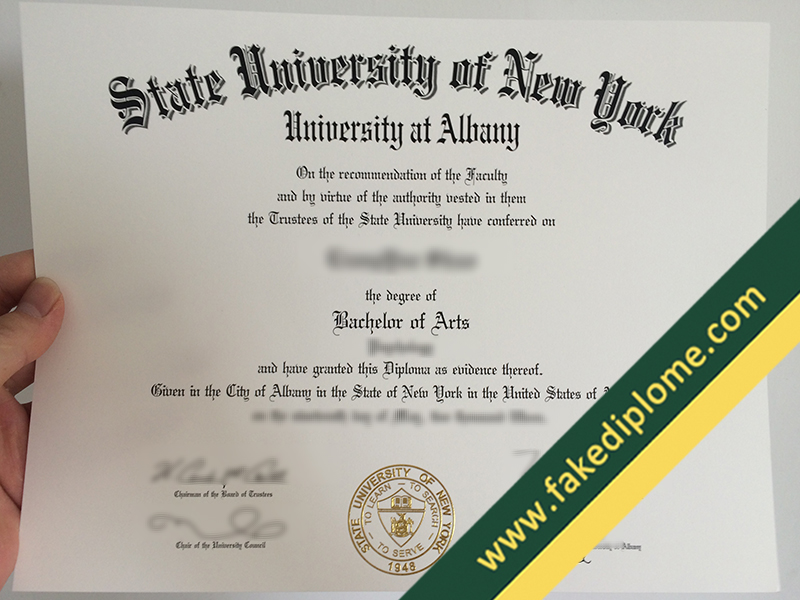 State University of New York
University at Albany
On the recommendation of the Faculty
and by virtue of the authority vested in them
the Trustees of the State University have conferred on
the degree of
Bachelor of Arts
and have granted this Diploma as evidence thereof.
Given in the City of Albany in the State of New York in the United States of
Chairman of the Board of Trustees
Chair of the University Council
STATE UNIVERSITY OF NEW YORK
TO LEARN – TO SEARCH – TO SERVE
1948
Albany
www.fakediplome.com